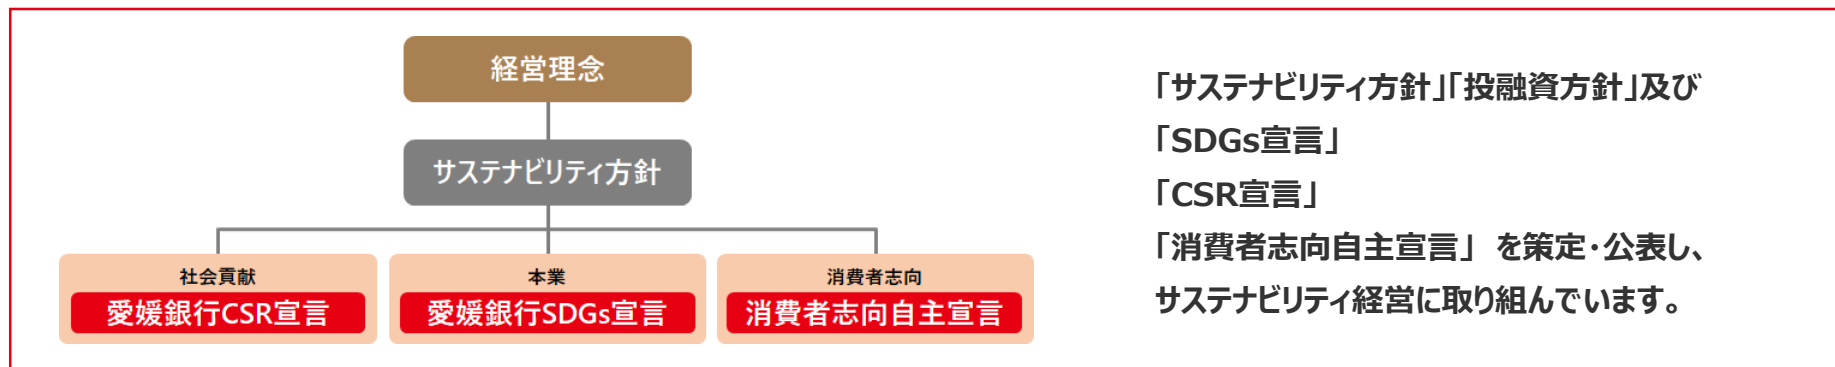 経営理念
サステナビリティ方針
社会貢献
愛媛銀行CSR宣言
本業
愛媛銀行SDGs宣言
消費者志向
消費者志向自主宣言
「サステナビリティ方針」「投融資方針」及び
「SDGs宣言」
「CSR宣言」
「消費者志向自主宣言」 を策定・公表し、
サステナビリティ経営に取り組んでいます。